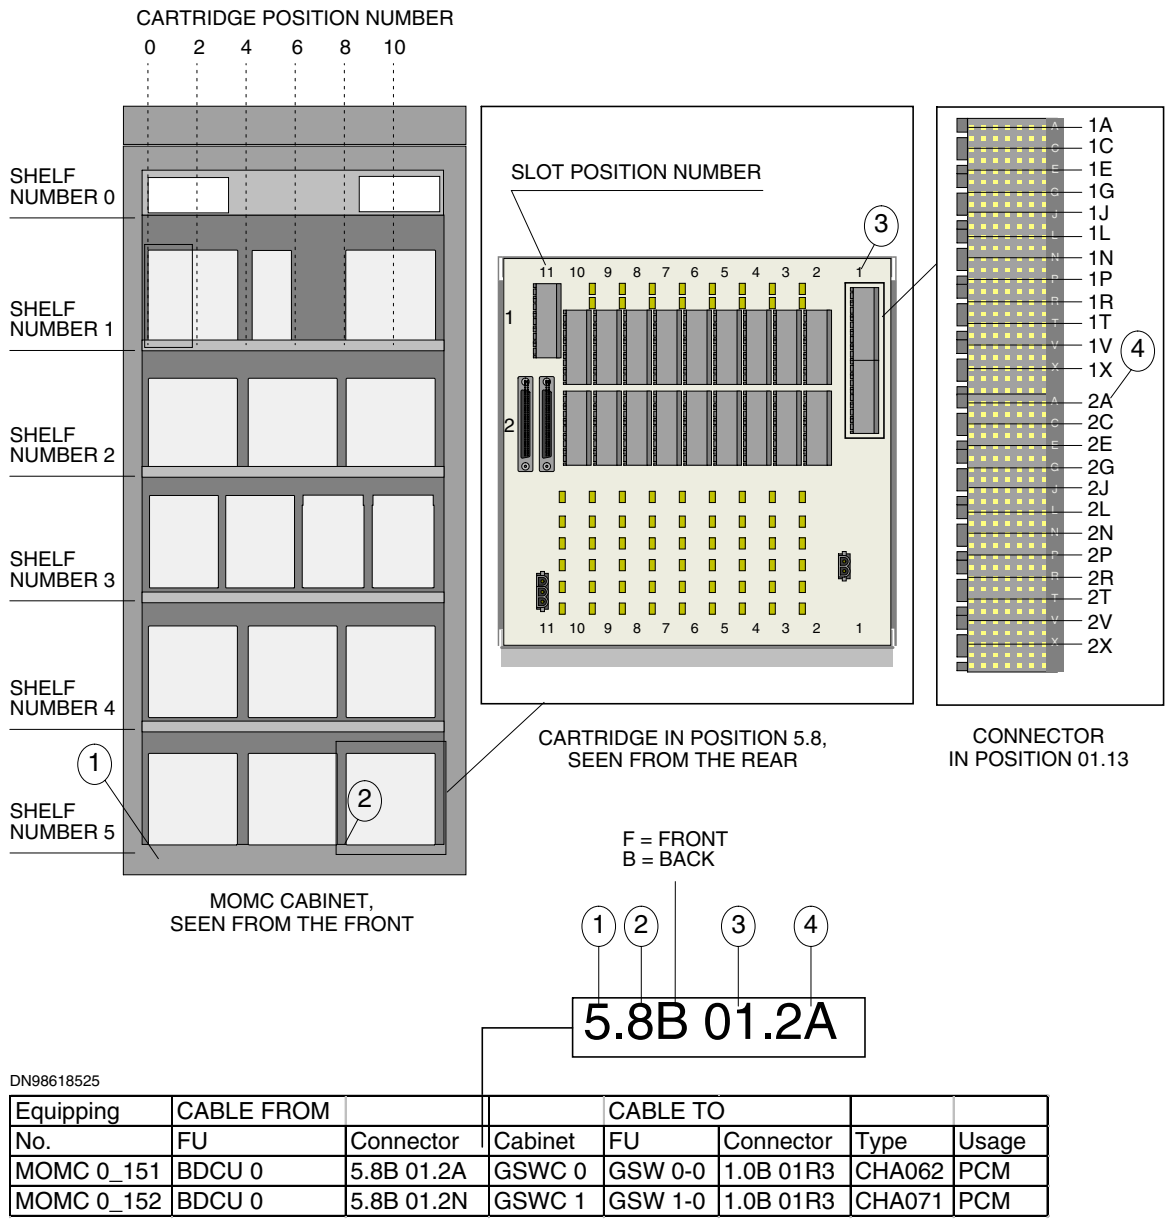 CARTRIDGE POSITION NUMBER
0 2 4 6 8 10
SHELF
NUMBER 0
SHELF
NUMBER 1
SHELF
NUMBER 2
SHELF
NUMBER 3
SHELF
NUMBER 4
SHELF
NUMBER 5
1
2
MOMC CABINET,
SEEN FROM THE FRONT
SLOT POSITION NUMBER
3
11 10 9 8 7 6 5 4 3 2 1
1
2
11 10 9 8 7 6 5 4 3 2 1
CARTRIDGE IN POSITION 5.8,
SEEN FROM THE REAR
A 1A
C 1C
E 1E
G 1G
J 1J
L 1L
N 1N
P 1P
R 1R
T 1T
V 1V
X 1X
4
A 2A
C 2C
E 2E
G 2G
J 2J
L 2L
N 2N
P 2P
R 2R
T 2T
V 2V
X 2X
CONNECTOR
IN POSITION 01.13
F = FRONT
B = BACK
1 2 3 4
5.8B 01.2A
DN98618525
Equipping CABLE FROM CABLE TO
No. FU Connector Cabinet FU Connector Type Usage
MOMC 0_151 BDCU 0 5.8B 01.2A GSWC 0 GSW 0-0 1.0B 01R3 CHA062 PCM
MOMC 0_152 BDCU 0 5.8B 01.2N GSWC 1 GSW 1-0 1.0B 01R3 CHA071 PCM